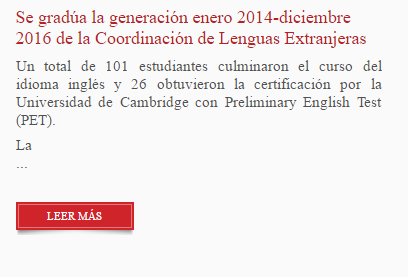 Se gradúa la generación enero 2014-diciembre
2016 de la Coordinación de Lenguas Extranjeras
Un total de 101 estudiantes culminaron el curso del
idioma inglés y 26 obtuvieron la certificación por la
Universidad de Cambridge con Preliminary English Test
(PET).
La
...
LEER MÁS